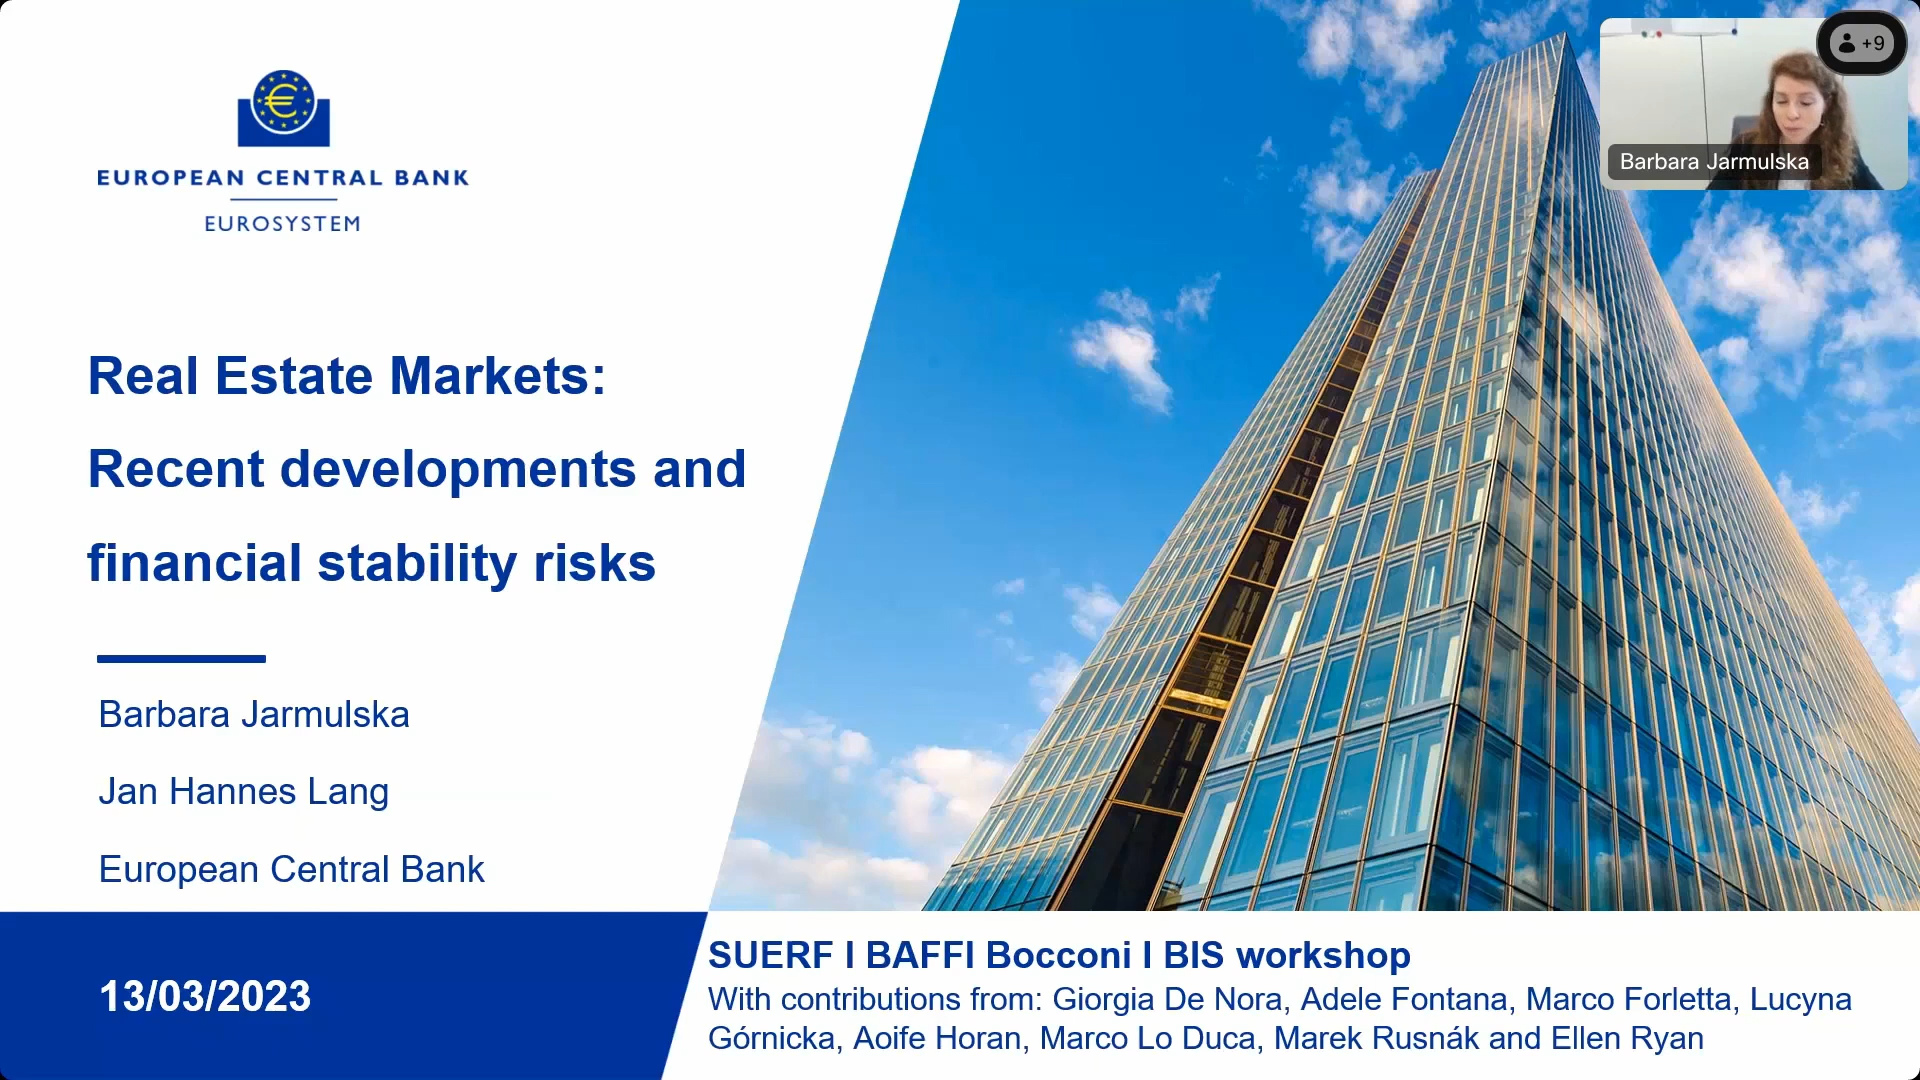 EUROPEAN CENTRAL BANK
EUROSYSTEM
Real Estate Markets:
Recent developments and
financial stability risks
Barbara Jarmulska
Jan Hannes Lang
European Central Bank
13/03/2023
SUERF I BAFFI Bocconi I BIS workshop
With contributions from: Giorgia De Nora, Adele Fontana, Marco Forletta, Lucyna
Górnicka, Aoife Horan, Marco Lo Duca, Marek Rusnák and Ellen Ryan
+9
Barbara Jarmulska